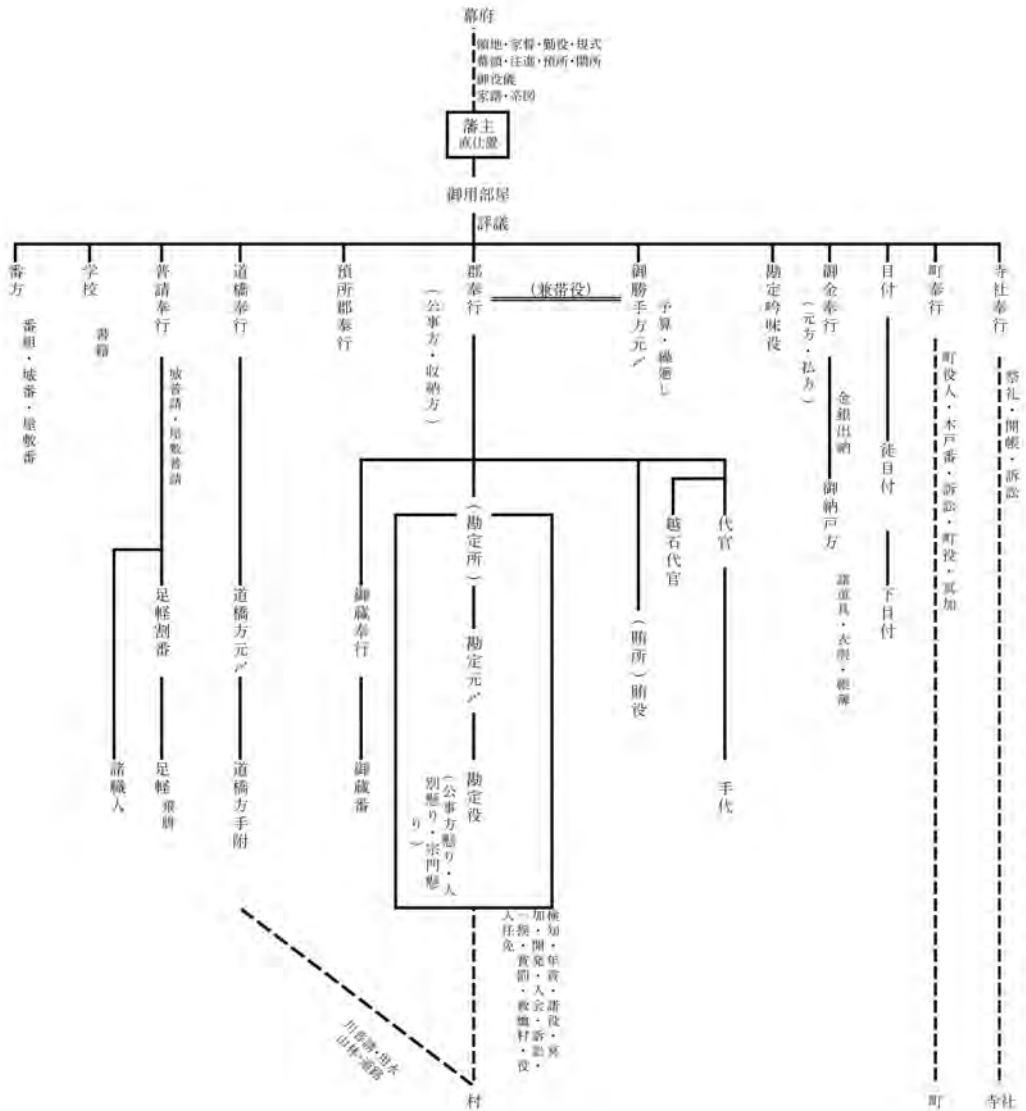 幕府
領地・家督・勤役・規式
幕領・注進・預所・関所
御役儀
家譜・系図
藩主
直仕置
御用部屋
評議
寺社奉行
祭礼・開帳・訴訟
町奉行
町役人・木戸番・訴訟・町役・冥加
目付
徒目付
下目付
御金奉行
(元方・払方)
金銀出納
御納戸方
諸道具・衣服・帳簿
勘定吟味役
御勝手方元〆
予算・繰廻し
(兼帯役)
郡奉行
(公事方・収納方)
預所郡奉行
道橋奉行
普請奉行
城普請・屋敷普請
学校
書籍
番方
番組・城番・屋敷番
代官
越石代官
手代
(賄所)賄役
(勘定所)
勘定元〆
勘定役
(公事方懸り・人
別懸り・宗門懸
り)
御蔵奉行
御蔵番
道橋方元〆
道橋方手附
足軽割番
足軽
飛脚
諸職人
検知・年貢・諸役・冥
加・開発・入会・訴訟・
一揆・賞罰・救恤村・役
人任免
川普請・用水
山林・道路
村
町
寺社